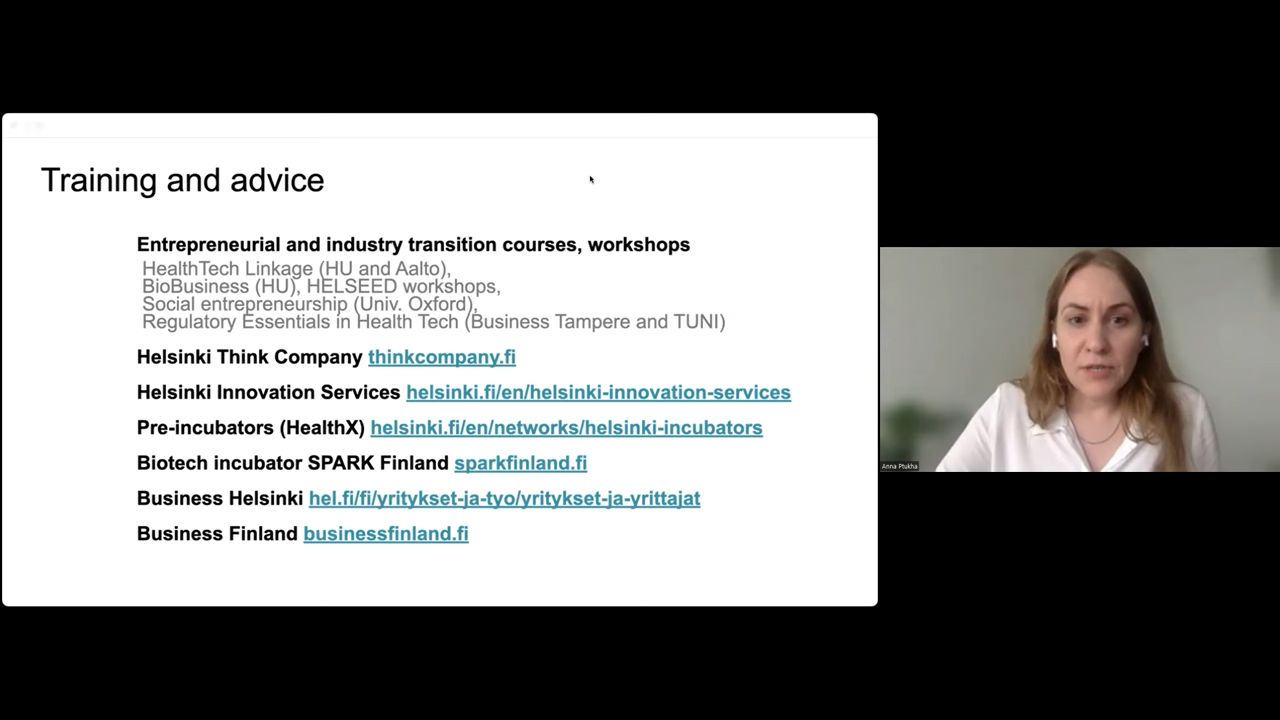 Training and advice
Entrepreneurial and industry transition courses, workshops
HealthTech Linkage (HU and Aalto),
BioBusiness (HU), HELSEED workshops,
Social entrepreneurship (Univ. Oxford),
Regulatory Essentials in Health Tech (Business Tampere and TUNI)
Helsinki Think Company thinkcompany.fi
Helsinki Innovation Services helsinki.fi/en/helsinki-innovation-services
Pre-incubators (HealthX) helsinki.fi/en/networks/helsinki-incubators
Biotech incubator SPARK Finland sparkfinland.fi
Business Helsinki hel.fi/fi/yritykset-ja-tyo/yritykset-ja-yrittajat
Business Finland businessfinland.fi
Anna Ptukha